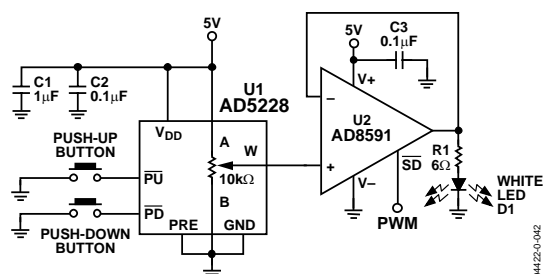 5V
C3
0.1µF
5V
C1
1µF
C2
0.1µF
U1
AD5228
V+
U2
AD8591
VDD
A
W
10kΩ
B
PUSH-UP
BUTTON
PU
PD
PUSH-DOWN
BUTTON
PRE
GND
–
+
V–
SD
PWM
R1
6Ω
WHITE
LED
D1
04422-0-042